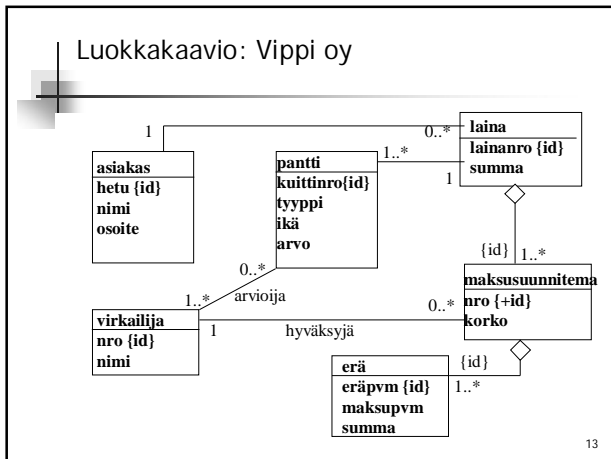 Luokkakaavio: Vippi oy
1
0..*
laina
lainanro {id}
summa
asiakas
hetu {id}
nimi
osoite
pantti
kuittinro{id}
tyyppi
ikä
arvo
1..*
1
{id}
1..*
0..*
1..*
arvioija
maksusuunnitema
nro {+id}
korko
virkailija
nro {id}
nimi
1
hyväksyjä
0..*
erä
eräpvm {id}
maksupvm
summa
{id}
1..*
13